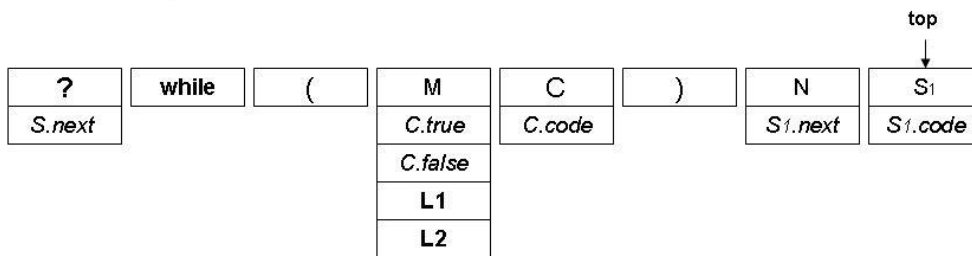 top
? while ( M C ) N S1
S.next C.true C.code S1.next S1.code
C.false
L1
L2